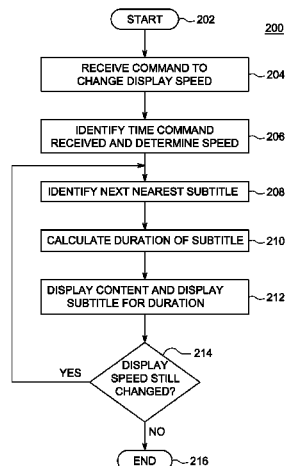 START
202
200
RECEIVE COMMAND TO
CHANGE DISPLAY SPEED
204
IDENTIFY TIME COMMAND
RECEIVED AND DETERMINE SPEED
206
IDENTIFY NEXT NEAREST SUBTITLE
208
CALCULATE DURATION OF SUBTITLE
210
DISPLAY CONTENT AND DISPLAY
SUBTITLE FOR DURATION
212
214
DISPLAY
SPEED STILL
CHANGED?
YES
NO
END
216